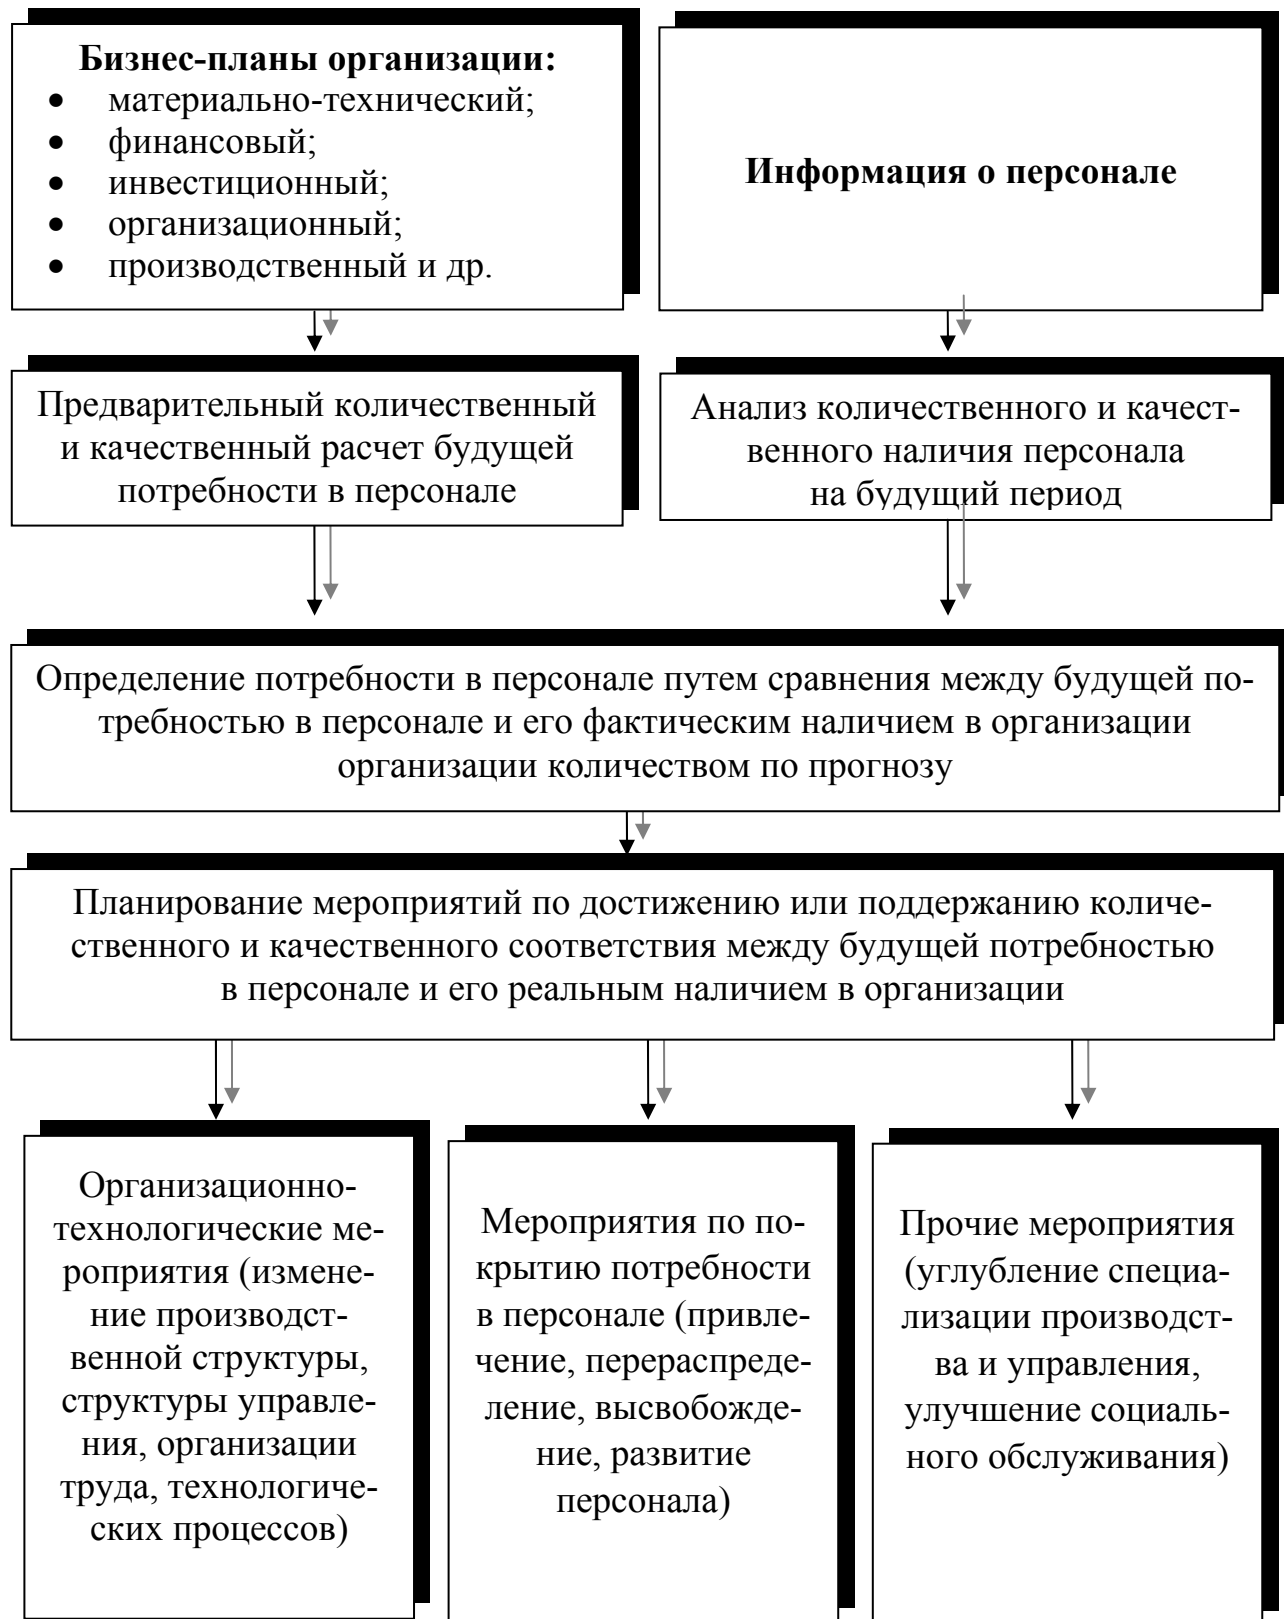 Бизнес-планы организации:
• материально-технический;
• финансовый;
• инвестиционный;
• организационный;
• производственный и др.
Информация о персонале
Предварительный количественный
и качественный расчет будущей
потребности в персонале
Анализ количественного и качест-
венного наличия персонала
на будущий период
Определение потребности в персонале путем сравнения между будущей по-
требностью в персонале и его фактическим наличием в организации
организации количеством по прогнозу
Планирование мероприятий по достижению или поддержанию количе-
ственного и качественного соответствия между будущей потребностью
в персонале и его реальным наличием в организации
Организационно-
технологические ме-
роприятия (измене-
ние производст-
венной структуры,
структуры управле-
ния, организации
труда, технологиче-
ских процессов)
Мероприятия по по-
крытию потребности
в персонале (привле-
чение, перераспреде-
ление, высвобожде-
ние, развитие
персонала)
Прочие мероприятия
(углубление специа-
лизации производст-
ва и управления,
улучшение социаль-
ного обслуживания)